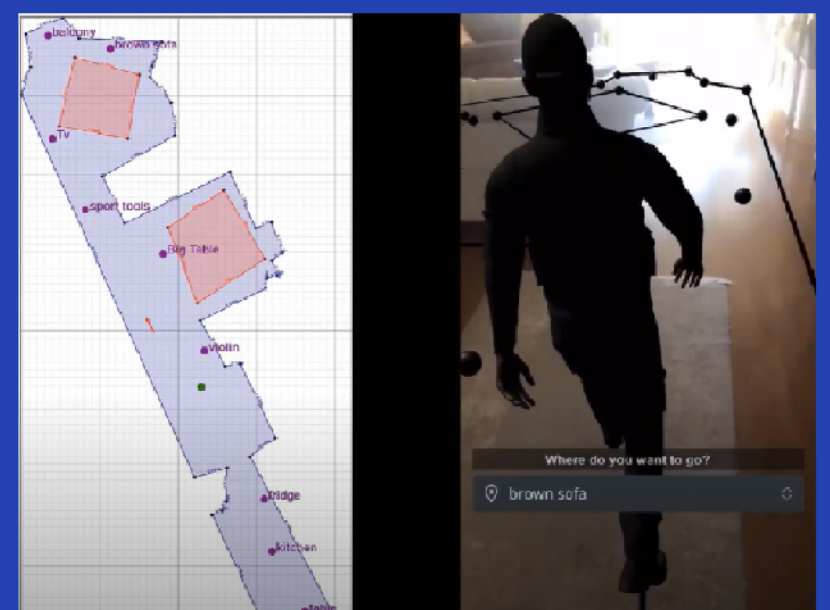 balcony
brown sofa
Tv
sport tools
Big Table
violin
fridge
kitchen
table
Where do you want to go?
brown sofa